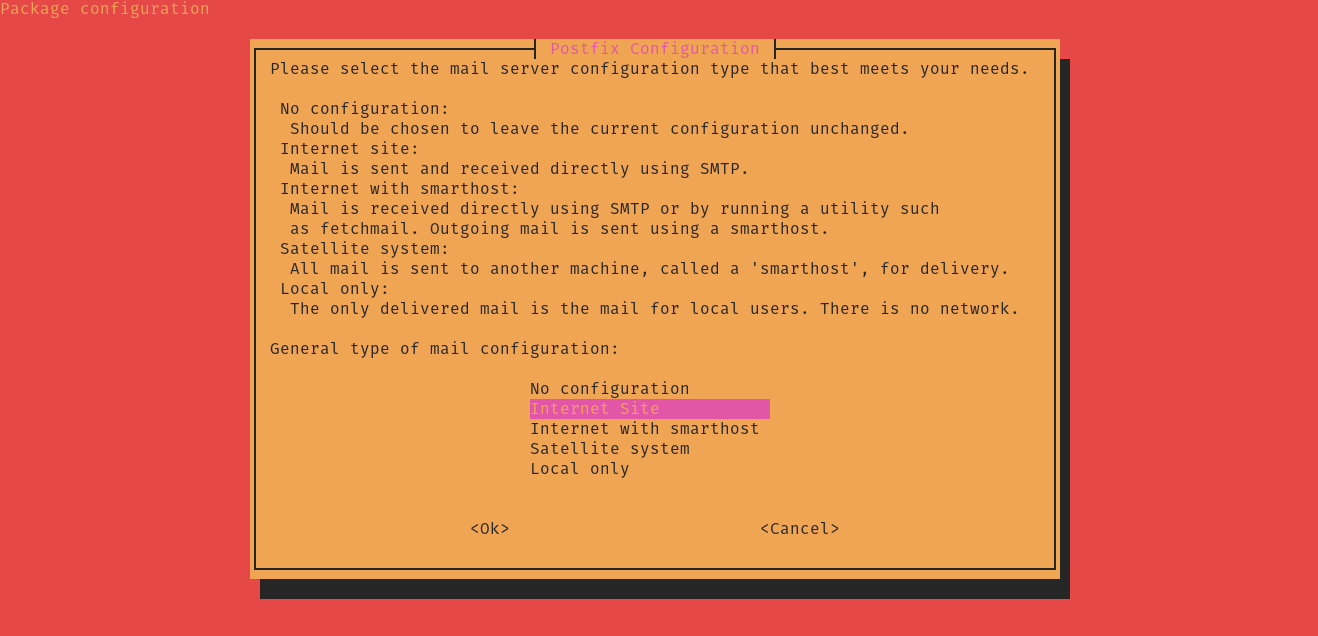 Package configuration
Postfix Configuration
Please select the mail server configuration type that best meets your needs.
No configuration:
Should be chosen to leave the current configuration unchanged.
Internet site:
Mail is sent and received directly using SMTP.
Internet with smarthost:
Mail is received directly using SMTP or by running a utility such
as fetchmail. Outgoing mail is sent using a smarthost.
Satellite system:
All mail is sent to another machine, called a 'smarthost', for delivery.
Local only:
The only delivered mail is the mail for local users. There is no network.
General type of mail configuration:
No configuration
Internet Site
Internet with smarthost
Satellite system
Local only
<Ok> <Cancel>